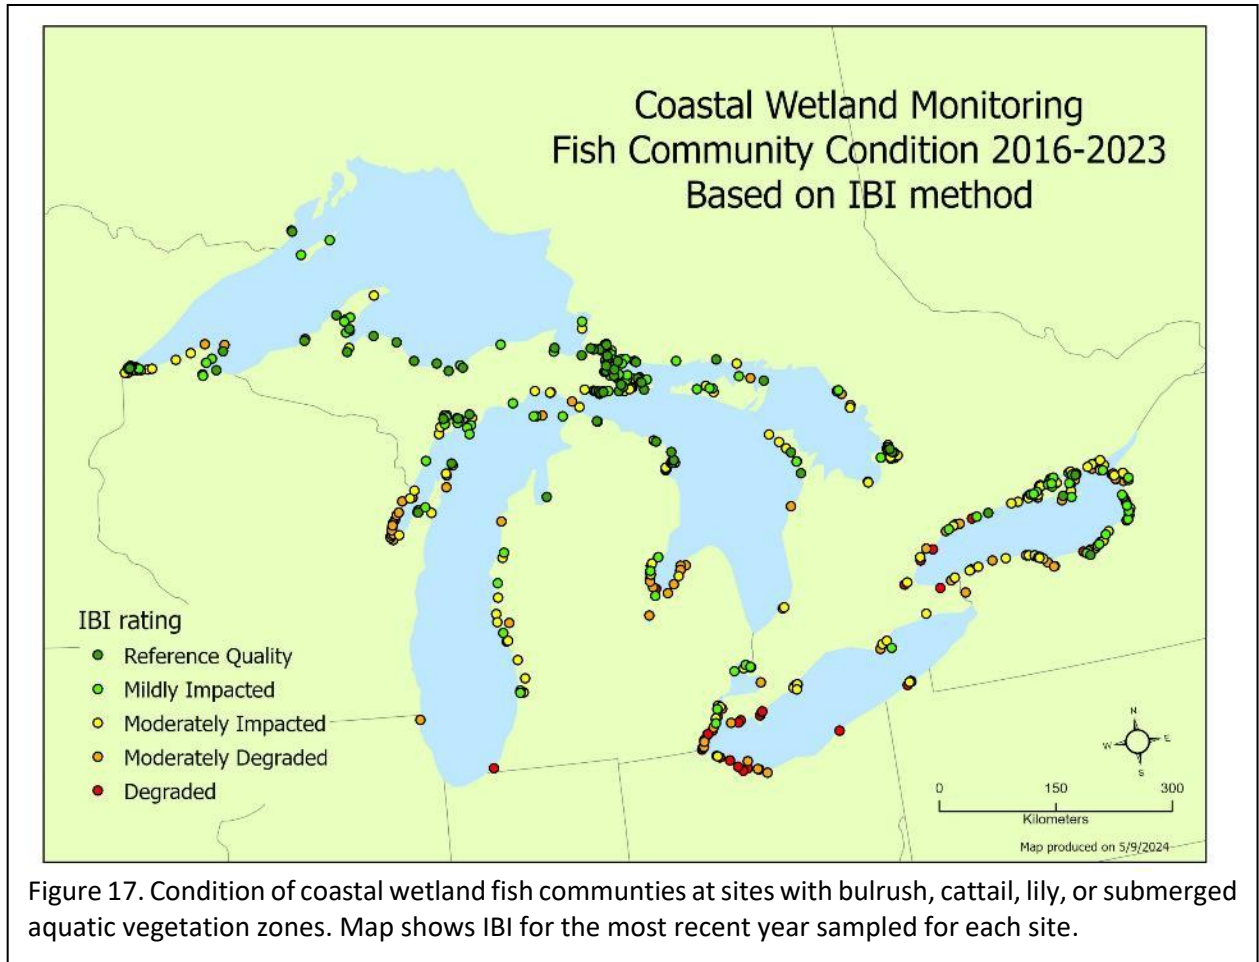 Coastal Wetland Monitoring
Fish Community Condition 2016-2023
Based on IBI method
IBI rating
Reference Quality
Mildly Impacted
Moderately Impacted
Moderately Degraded
Degraded
N
W E
S
0 150 300
Kilometers
Map produced on 5/9/2024
Figure 17. Condition of coastal wetland fish communties at sites with bulrush, cattail, lily, or submerged
aquatic vegetation zones. Map shows IBI for the most recent year sampled for each site.